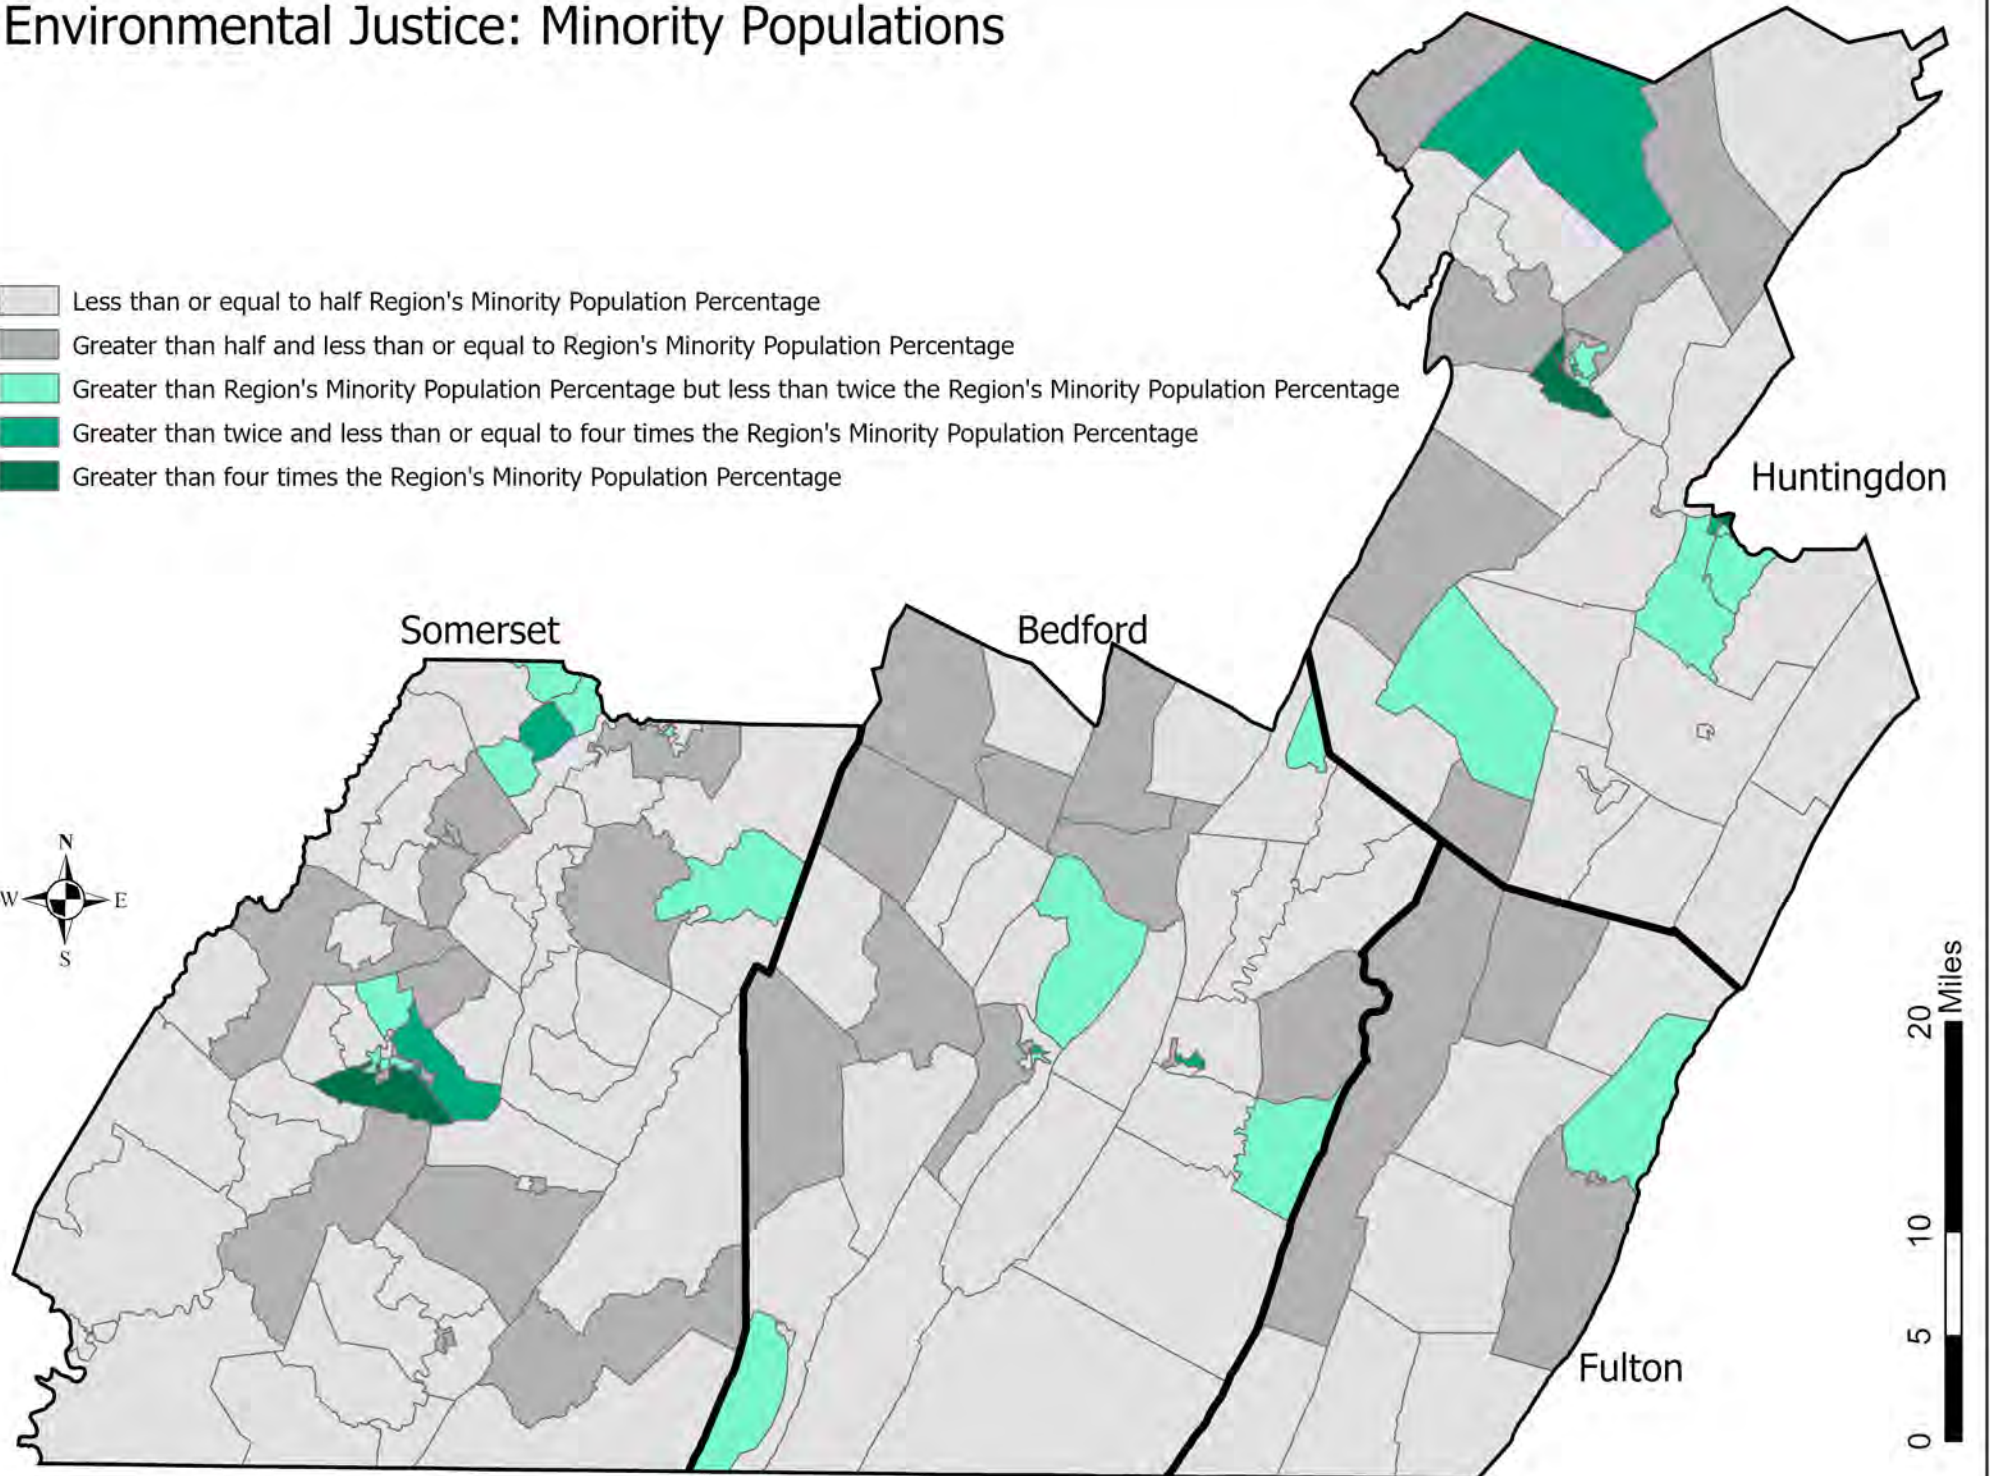 Environmental Justice: Minority Populations
Less than or equal to half Region's Minority Population Percentage
Greater than half and less than or equal to Region's Minority Population Percentage
Greater than Region's Minority Population Percentage but less than twice the Region's Minority Population Percentage
Greater than twice and less than or equal to four times the Region's Minority Population Percentage
Greater than four times the Region's Minority Population Percentage
Huntingdon
Somerset
Bedford
N
W
E
S
Fulton
0
5
10
20
Miles